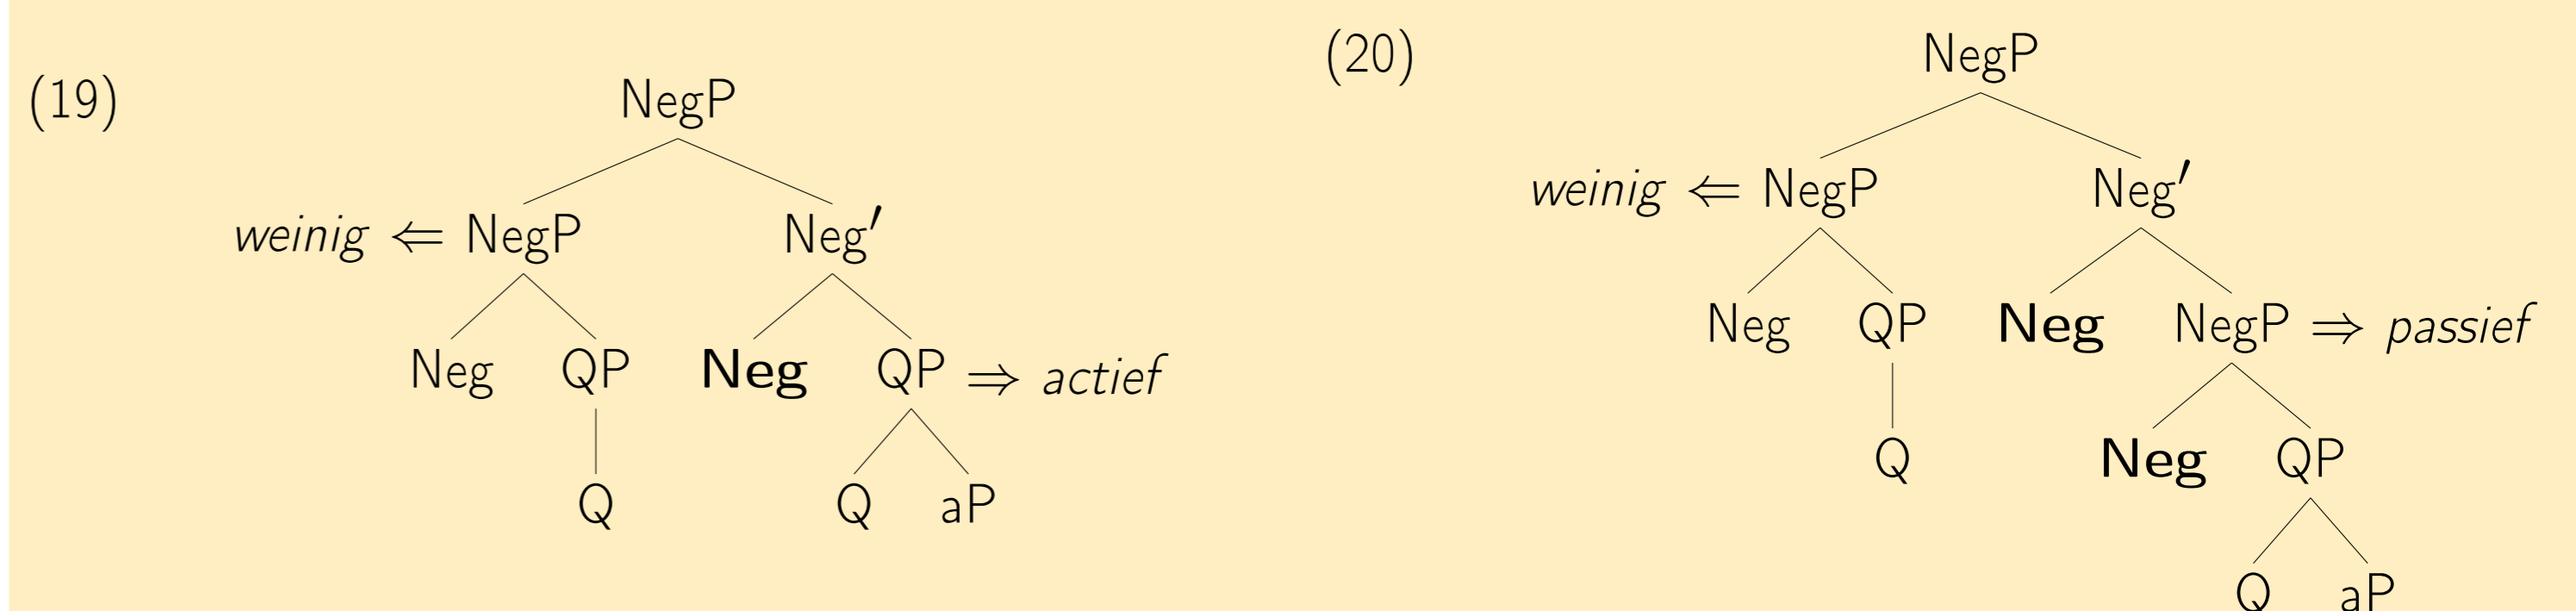 (19)
NegP
weinig ⇐ NegP Neg′
Neg QP **Neg** QP ⇒ actief
Q Q aP
(20)
NegP
weinig ⇐ NegP Neg′
Neg QP Neg NegP ⇒ passief
Q Neg QP
Q aP